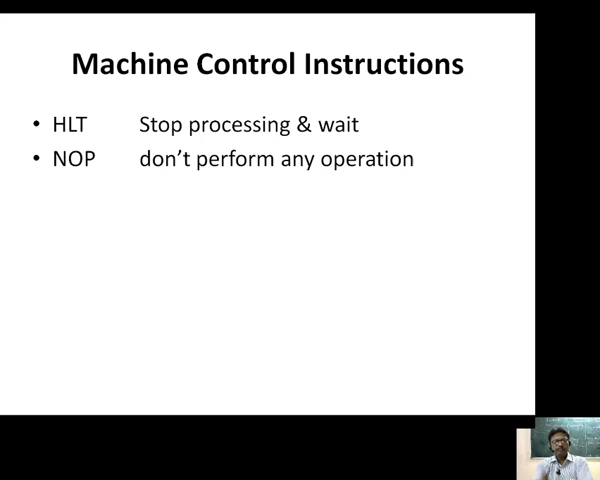 Machine Control Instructions
• HLT Stop processing & wait
• NOP don't perform any operation